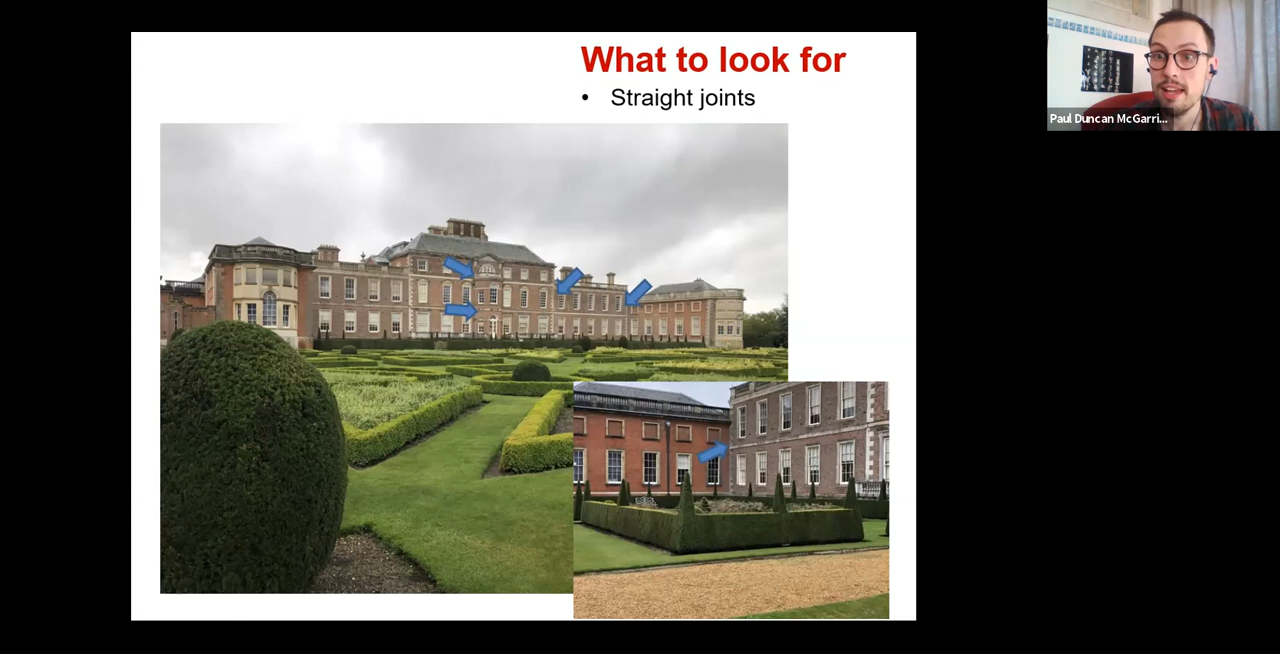 What to look for
• Straight joints
Paul Duncan McGarri...